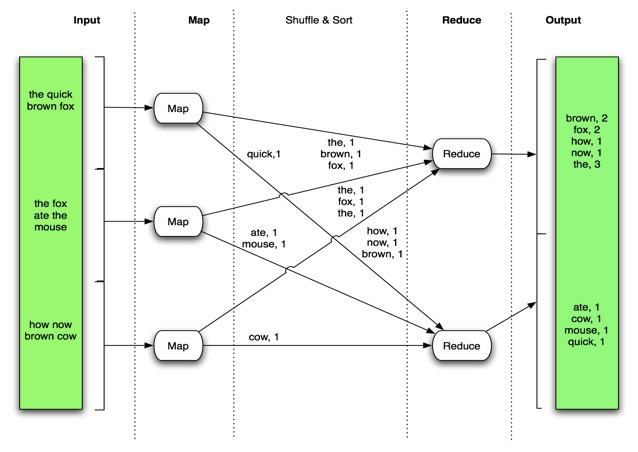 Input
Map
Shuffle & Sort
Reduce
Output
the quick
brown fox
the fox
ate the
mouse
how now
brown cow
Map
Map
Map
the, 1
brown, 1
fox, 1
quick,1
the, 1
fox, 1
the, 1
ate, 1
mouse, 1
how, 1
now, 1
brown, 1
cow, 1
Reduce
Reduce
brown, 2
fox, 2
how, 1
now, 1
the, 3
ate, 1
cow, 1
mouse, 1
quick, 1